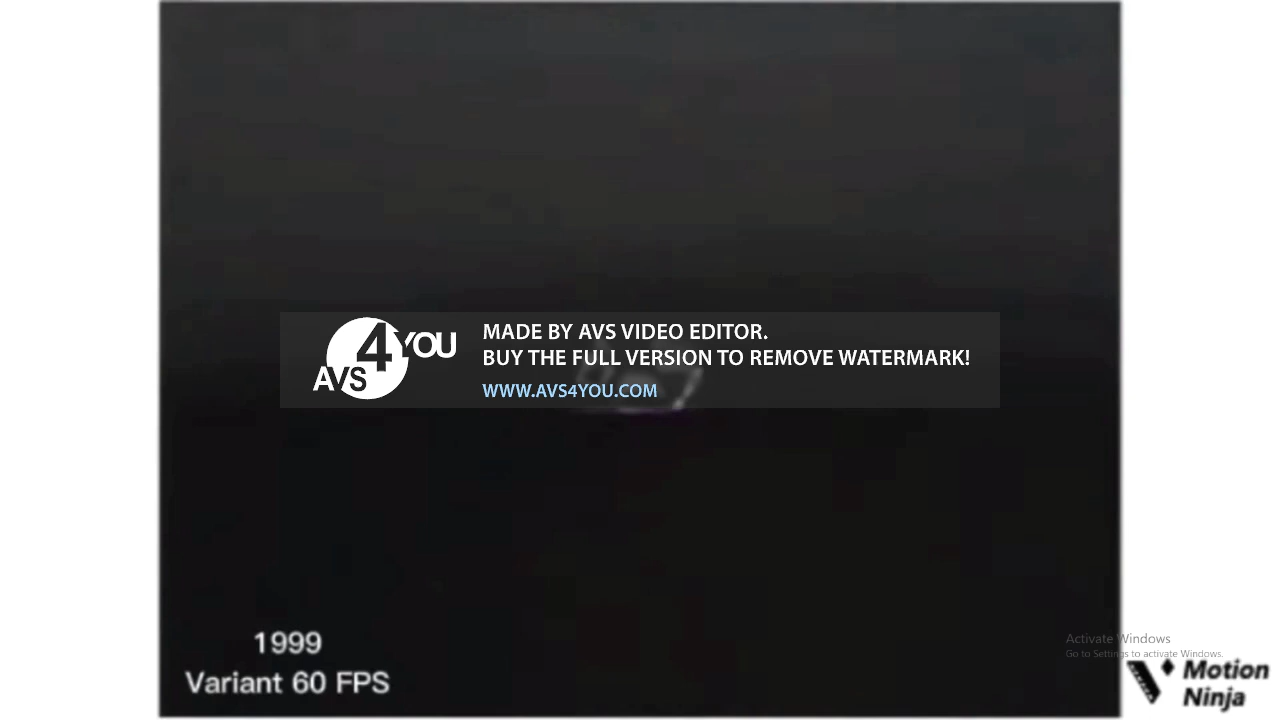 AVS4YOU
MADE BY AVS VIDEO EDITOR.
BUY THE FULL VERSION TO REMOVE WATERMARK!
WWW.AVS4YOU.COM
1999
Variant 60 FPS
Activate Windows
Go to Settings to activate Windows.
Motion
Ninja